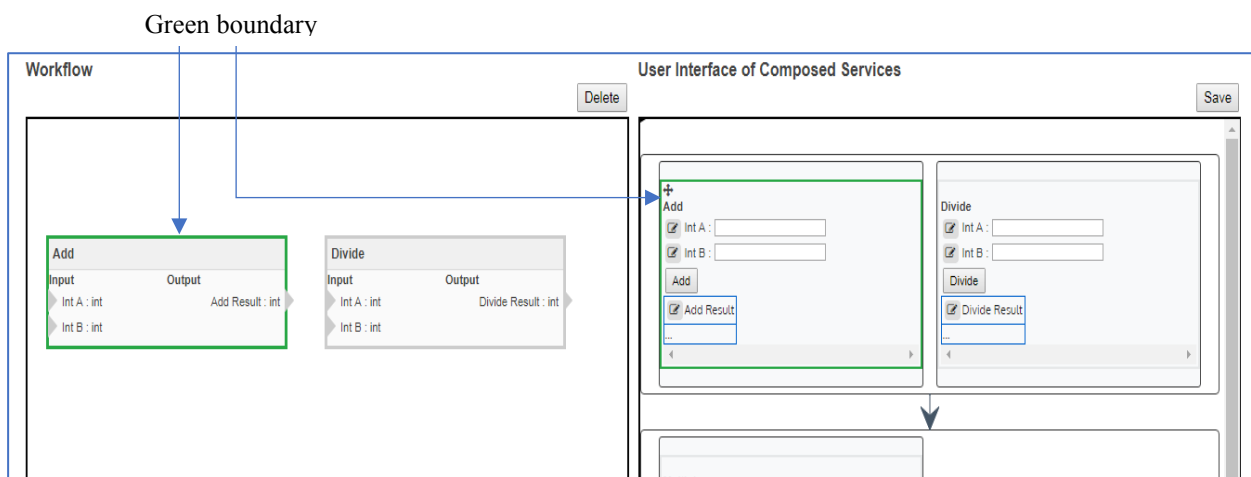 Green boundary
Workflow
Delete
Add
Input Output
Int A : int Add Result : int
Int B : int
Divide
Input Output
Int A : int Divide Result : int
Int B : int
User Interface of Composed Services
Save
Add
Int A :
Int B :
Add
Add Result
...
Divide
Int A :
Int B :
Divide
Divide Result
...